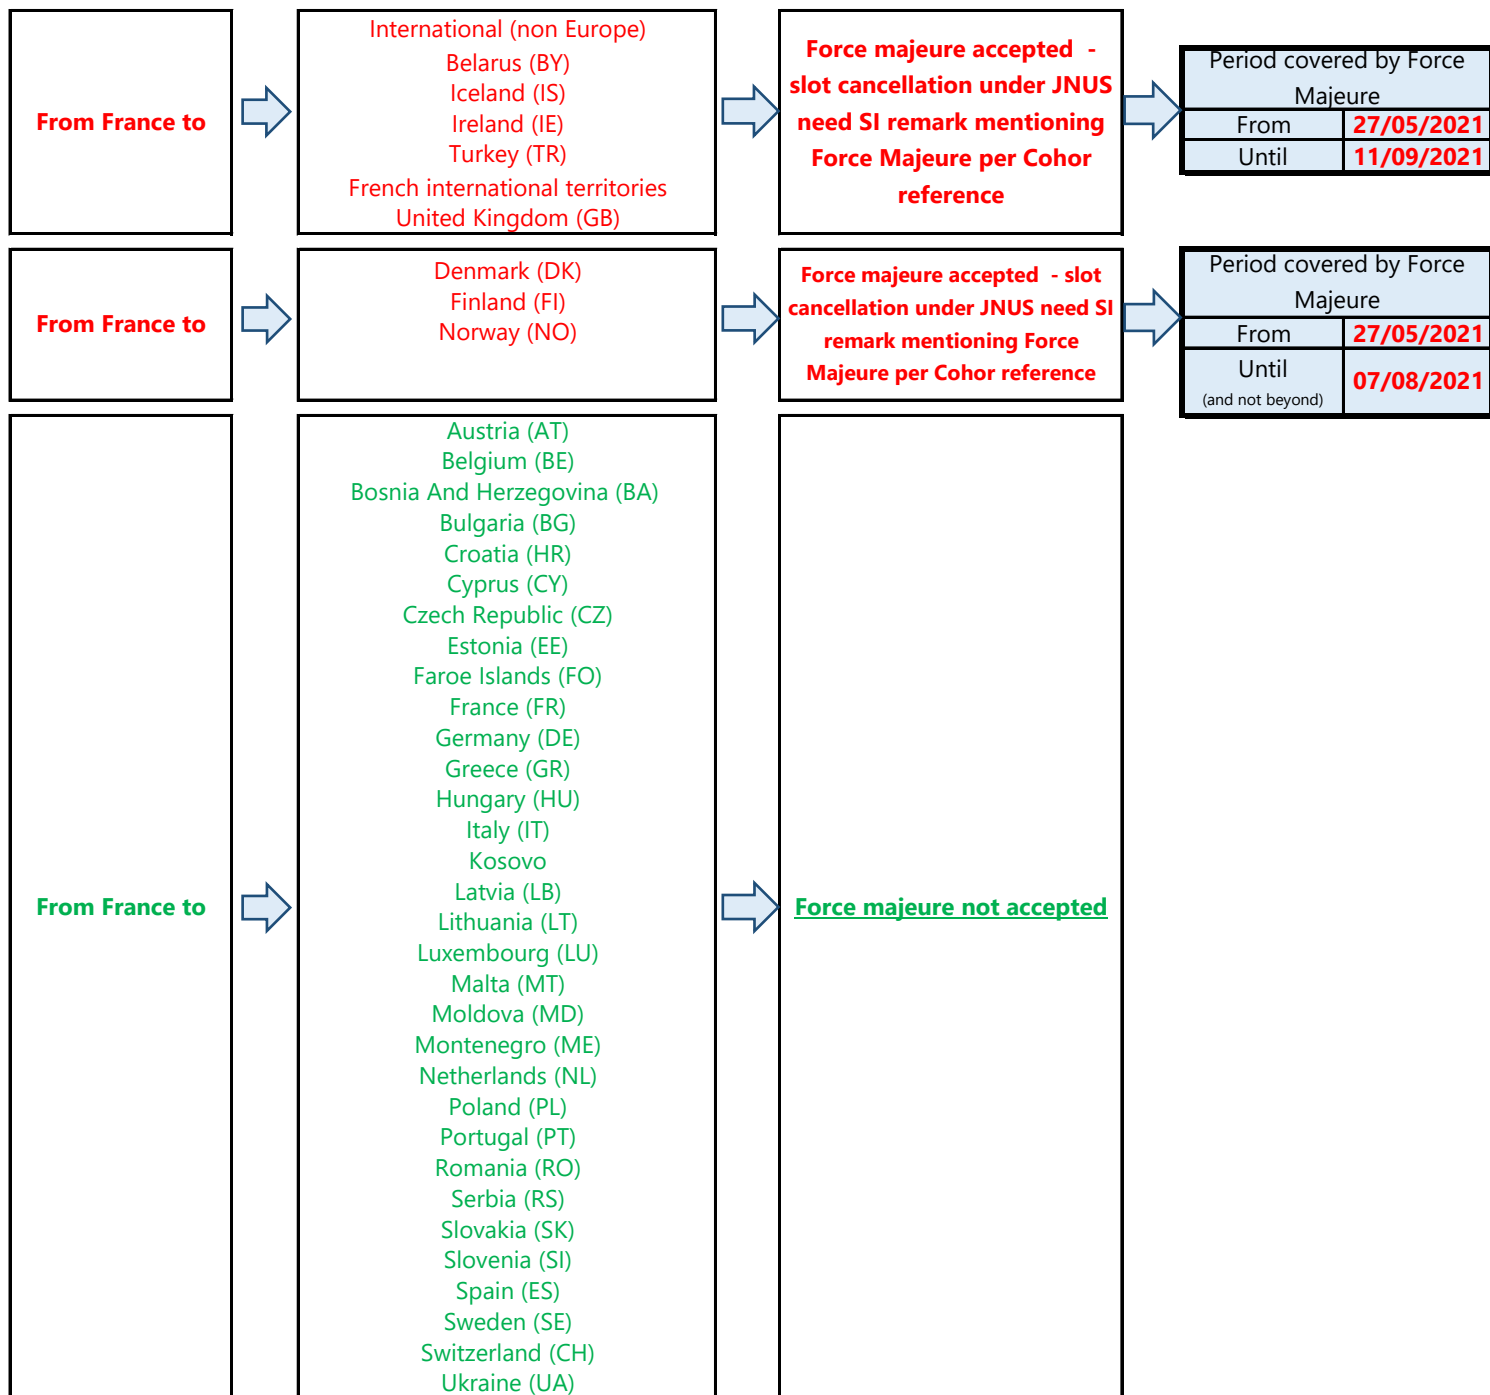 From France to
International (non Europe)
Belarus (BY)
Iceland (IS)
Ireland (IE)
Turkey (TR)
French international territories
United Kingdom (GB)
Force majeure accepted -
slot cancellation under JNUS
need SI remark mentioning
Force Majeure per Cohor
reference
Period covered by Force
Majeure
From 27/05/2021
Until 11/09/2021
From France to
Denmark (DK)
Finland (FI)
Norway (NO)
Force majeure accepted - slot
cancellation under JNUS need SI
remark mentioning Force
Majeure per Cohor reference
Period covered by Force
Majeure
From 27/05/2021
Until
(and not beyond)
07/08/2021
From France to
Austria (AT)
Belgium (BE)
Bosnia And Herzegovina (BA)
Bulgaria (BG)
Croatia (HR)
Cyprus (CY)
Czech Republic (CZ)
Estonia (EE)
Faroe Islands (FO)
France (FR)
Germany (DE)
Greece (GR)
Hungary (HU)
Italy (IT)
Kosovo
Latvia (LB)
Lithuania (LT)
Luxembourg (LU)
Malta (MT)
Moldova (MD)
Montenegro (ME)
Netherlands (NL)
Poland (PL)
Portugal (PT)
Romania (RO)
Serbia (RS)
Slovakia (SK)
Slovenia (SI)
Spain (ES)
Sweden (SE)
Switzerland (CH)
Ukraine (UA)
Force majeure not accepted